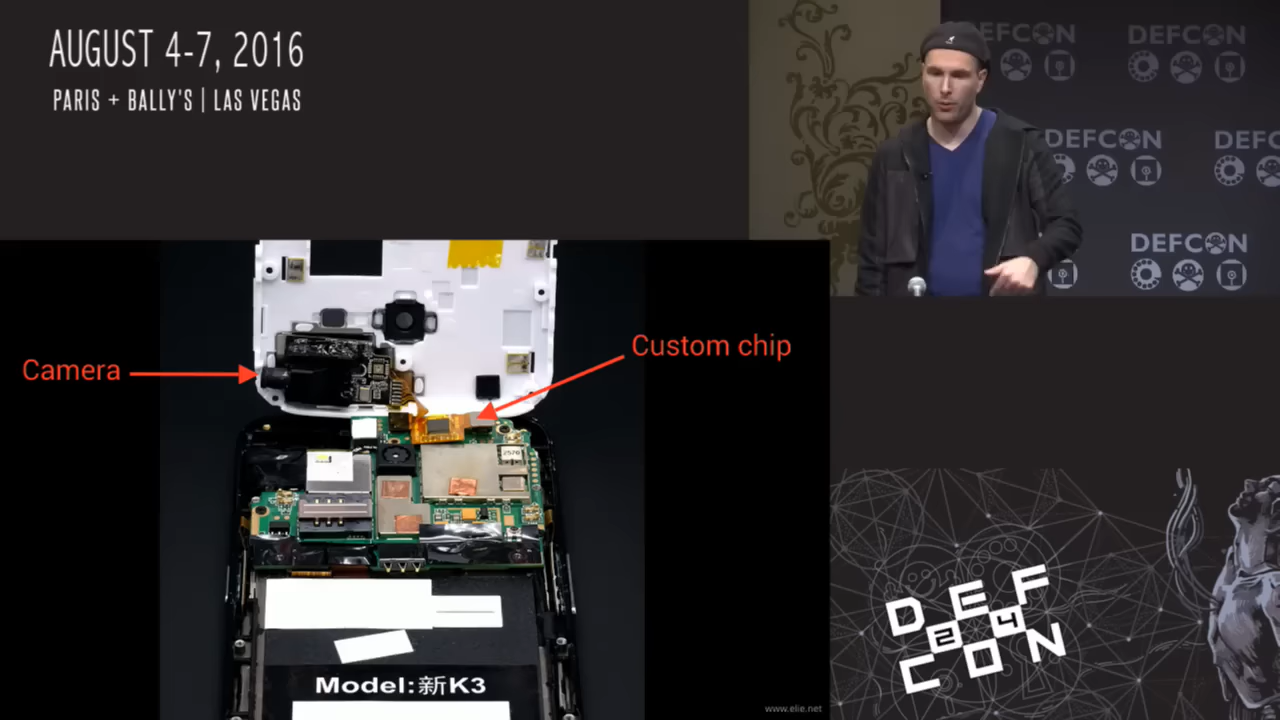 AUGUST 4-7, 2016
PARIS + BALLY'S | LAS VEGAS
DEFCON
DEFCON
DEFCON
DEFCON
DEFCON
Camera
Custom chip
2570
Model:新K3
www.elie.net
DEF
24
CON